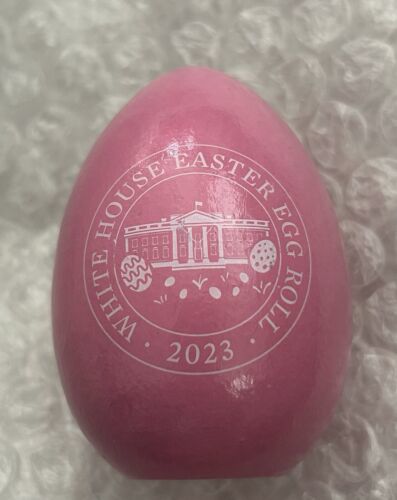 WHITE HOUSE EASTER EGG ROLL
· 2023 ·